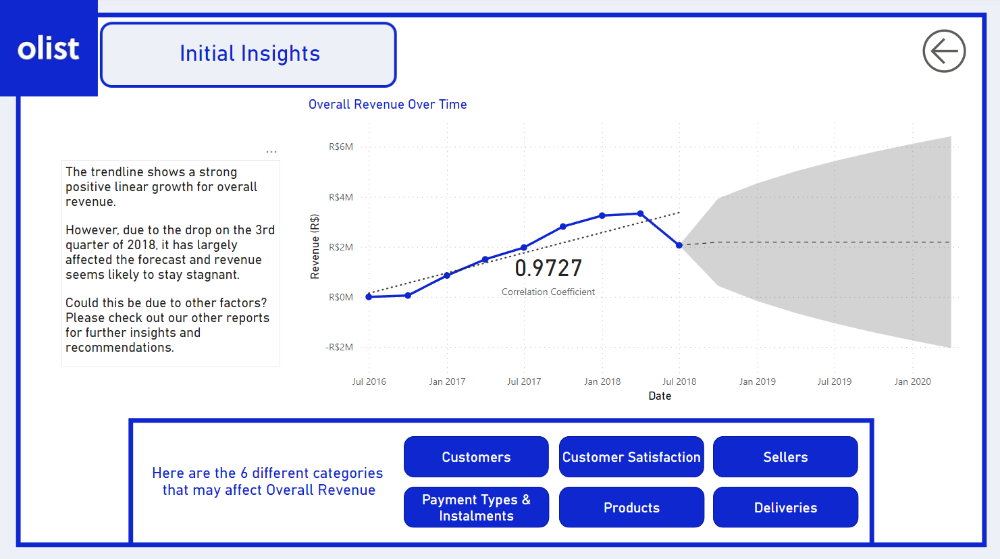 olist
Initial Insights
Overall Revenue Over Time
...
The trendline shows a strong
positive linear growth for overall
revenue.
However, due to the drop on the 3rd
quarter of 2018, it has largely
affected the forecast and revenue
seems likely to stay stagnant.
Could this be due to other factors?
Please check out our other reports
for further insights and
recommendations.
Revenue (R$)
R$6M
R$4M
R$2M
R$0M
-R$2M
0.9727
Correlation Coefficient
Jul 2016
Jan 2017
Jul 2017
Jan 2018
Jul 2018
Jan 2019
Jul 2019
Jan 2020
Date
Here are the 6 different categories
that may affect Overall Revenue
Customers
Customer Satisfaction
Sellers
Payment Types &
Instalments
Products
Deliveries